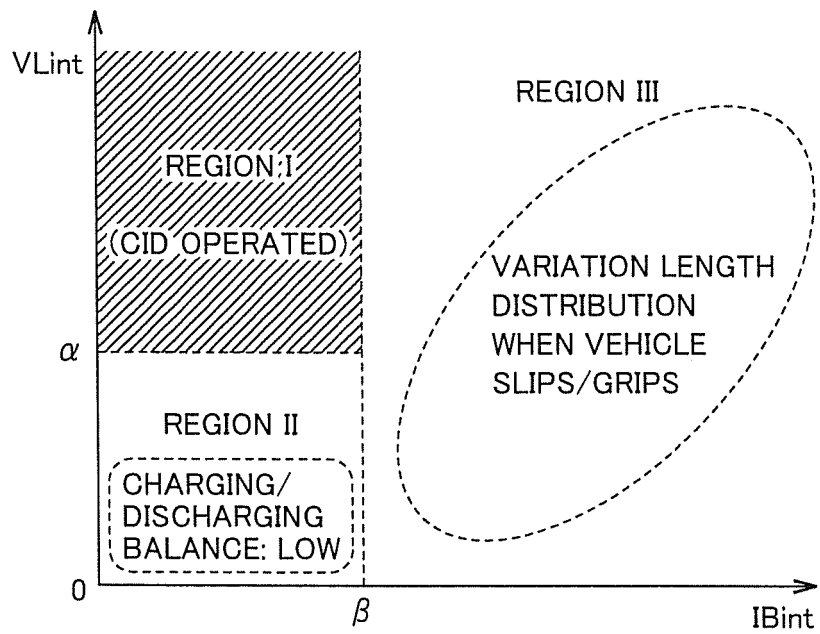 VLint
REGION III
REGION I
(CID OPERATED)
VARIATION LENGTH
DISTRIBUTION
WHEN VEHICLE
SLIPS/GRIPS
α
REGION II
CHARGING/
DISCHARGING
BALANCE: LOW
0
β
IBint